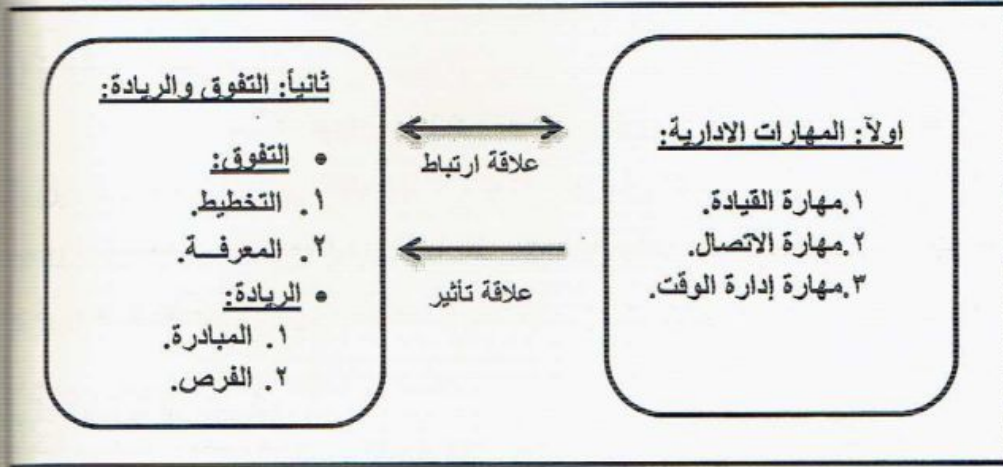 اولآ: المهارات الادارية:
١.مهارة القيادة.
٢.مهارة الاتصال.
٣.مهارة إدارة الوقت.
علاقة ارتباط
علاقة تأثير
ثانياً: التفوق والريادة:
• التفوق:
١. التخطيط.
٢. المعرفـــة.
• الريادة:
١. المبادرة.
٢. الفرص.